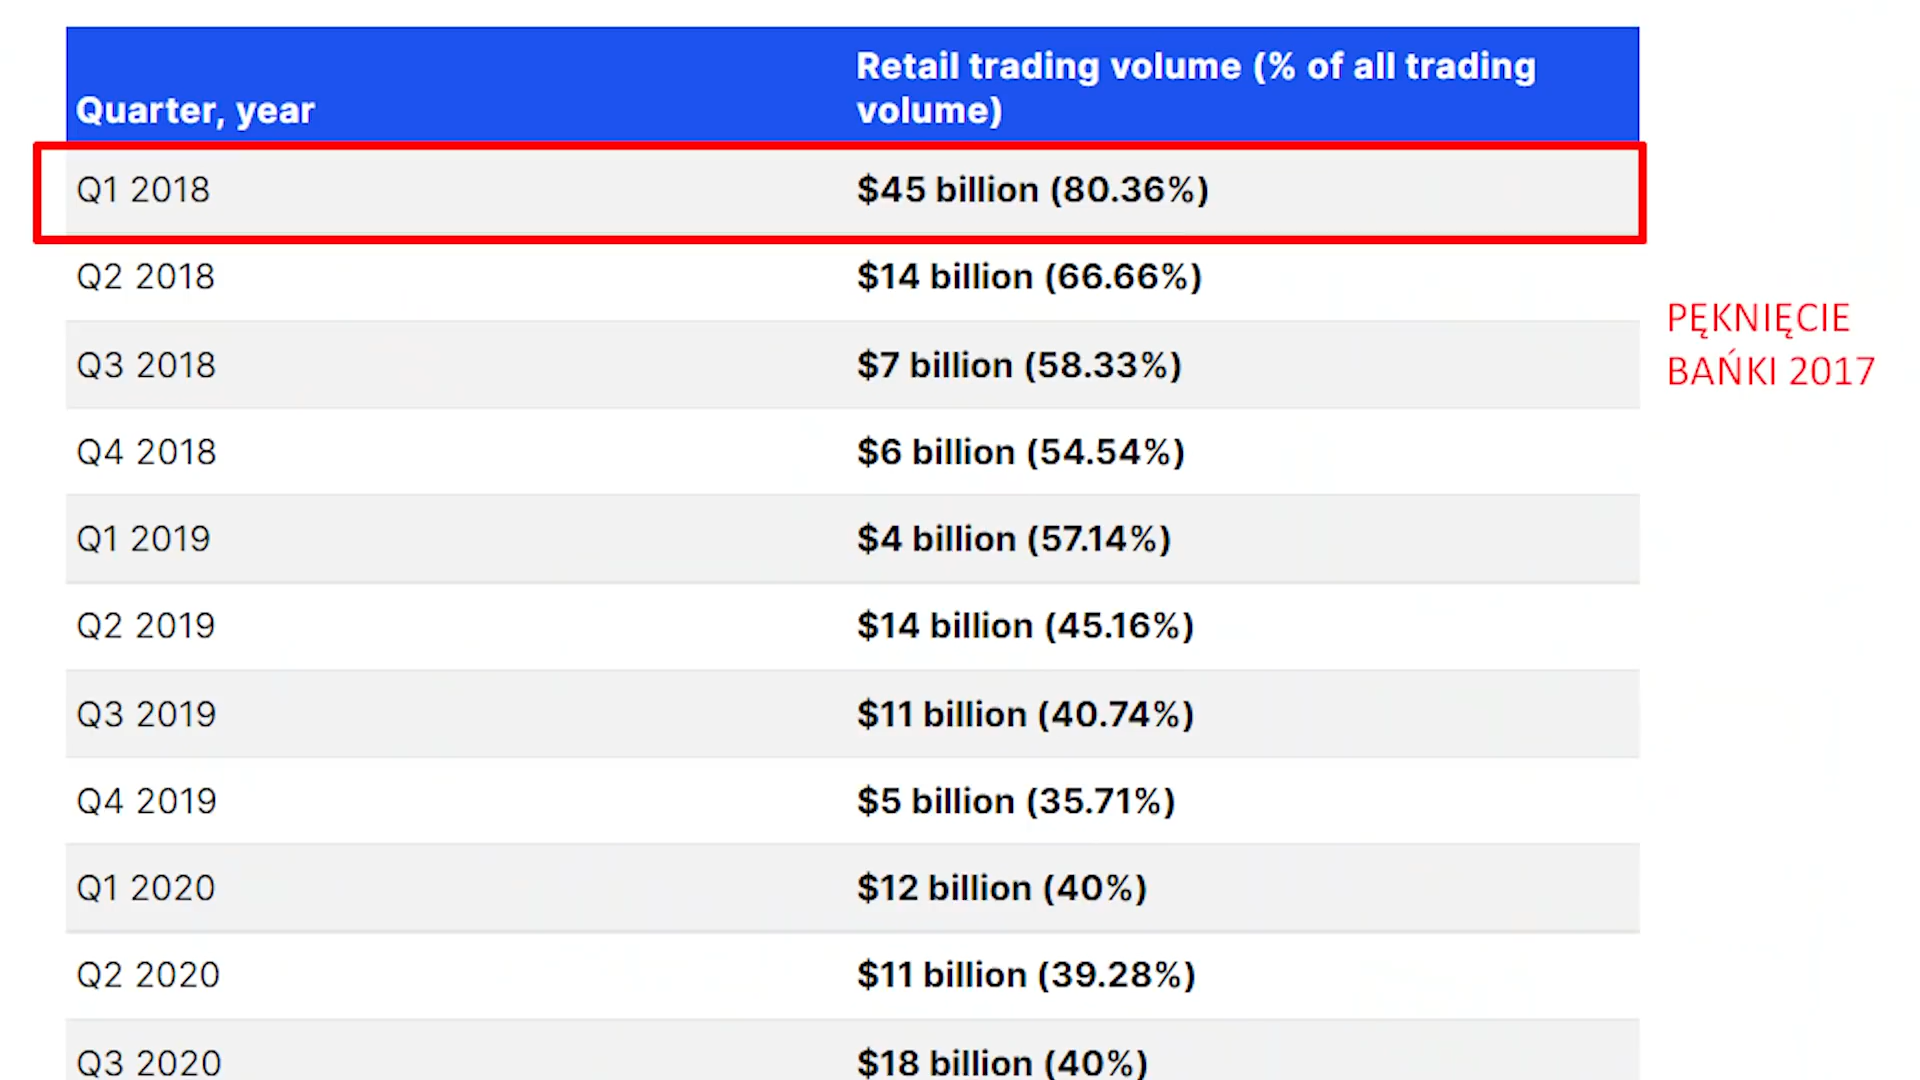 Quarter, year
Retail trading volume (% of all trading
volume)
Q1 2018
$45 billion (80.36%)
Q2 2018
$14 billion (66.66%)
Q3 2018
$7 billion (58.33%)
Q4 2018
$6 billion (54.54%)
Q1 2019
$4 billion (57.14%)
Q2 2019
$14 billion (45.16%)
Q3 2019
$11 billion (40.74%)
Q4 2019
$5 billion (35.71%)
Q1 2020
$12 billion (40%)
Q2 2020
$11 billion (39.28%)
Q3 2020
$18 billion (40%)
PĘKNIĘCIE
BAŃKI 2017